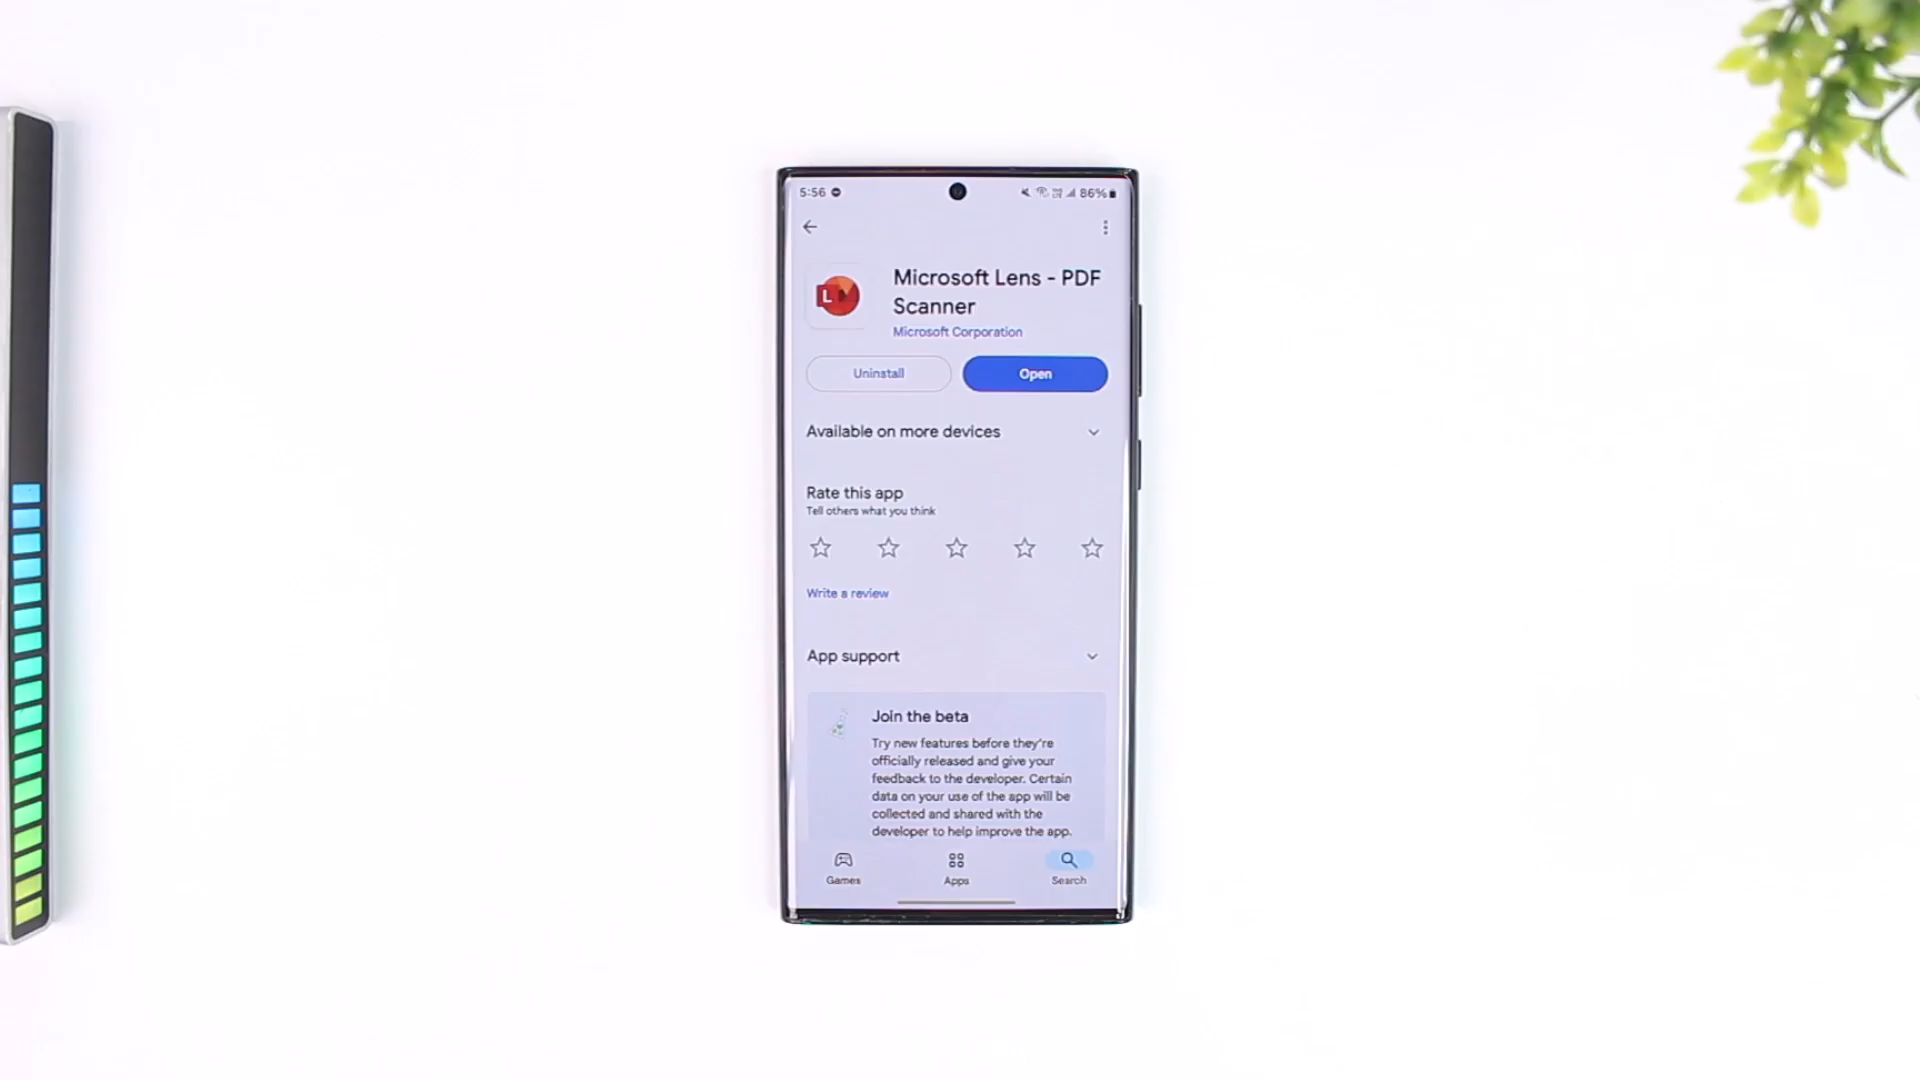 5:56
86%
Microsoft Lens - PDF
Scanner
Microsoft Corporation
L
Uninstall
Open
Available on more devices
Rate this app
Tell others what you think
Write a review
App support
Join the beta
Try new features before they're
officially released and give your
feedback to the developer. Certain
data on your use of the app will be
collected and shared with the
developer to help improve the app.
Games
Apps
Search